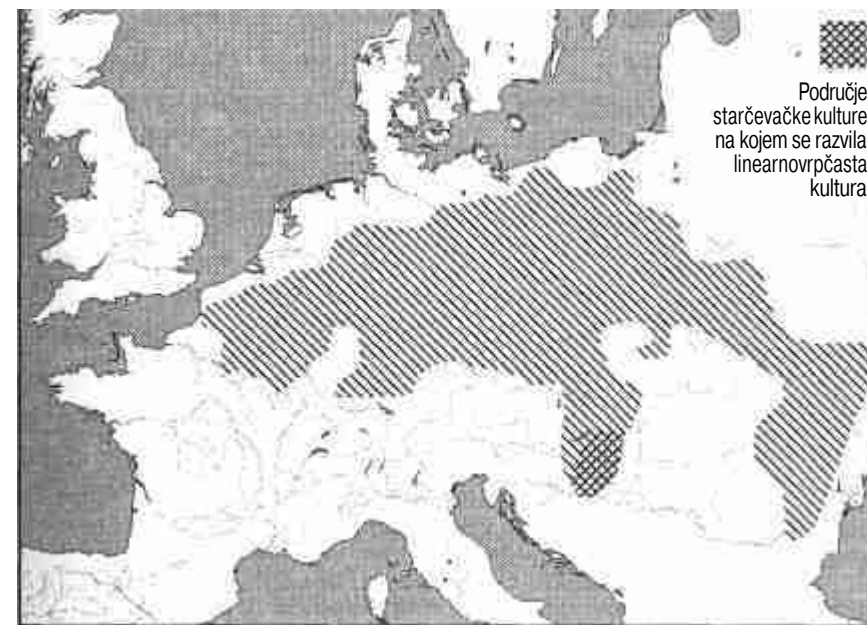 Područje
starčevačke kulture
na kojem se razvila
linearnovrpčasta
kultura